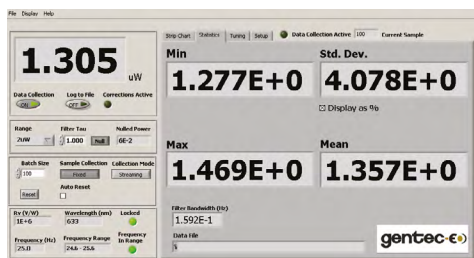 File Display Help
1.305 uW
Data Collection Log to File Corrections Active
ON OFF
Range Filter Tau Nulled Power
2uW 1.000 Null 6E-2
Batch Size Sample Collection Collection Mode
100 Fixed Streaming
Auto Reset
Reset
Rv (V/W) Wavelength (nm) Locked
1E+6 633
Frequency (Hz) Frequency Range Frequency In Range
25.0 24.6 - 25.6
Strip Chart Statistics Tuning Setup Data Collection Active 100 Current Sample
Min Std. Dev.
1.277E+0 4.078E+0
Display as %
Max Mean
1.469E+0 1.357E+0
Filter Bandwidth (Hz)
1.592E-1
Data File
gentec-eo